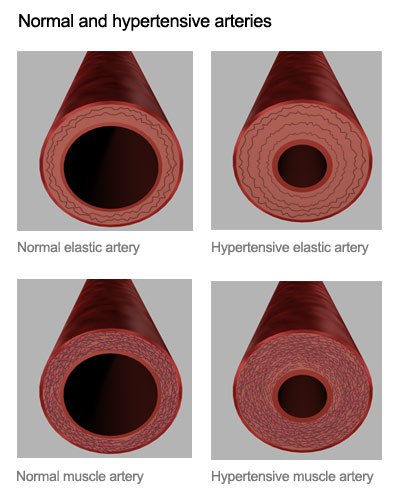 Normal and hypertensive arteries
Normal elastic artery
Hypertensive elastic artery
Normal muscle artery
Hypertensive muscle artery